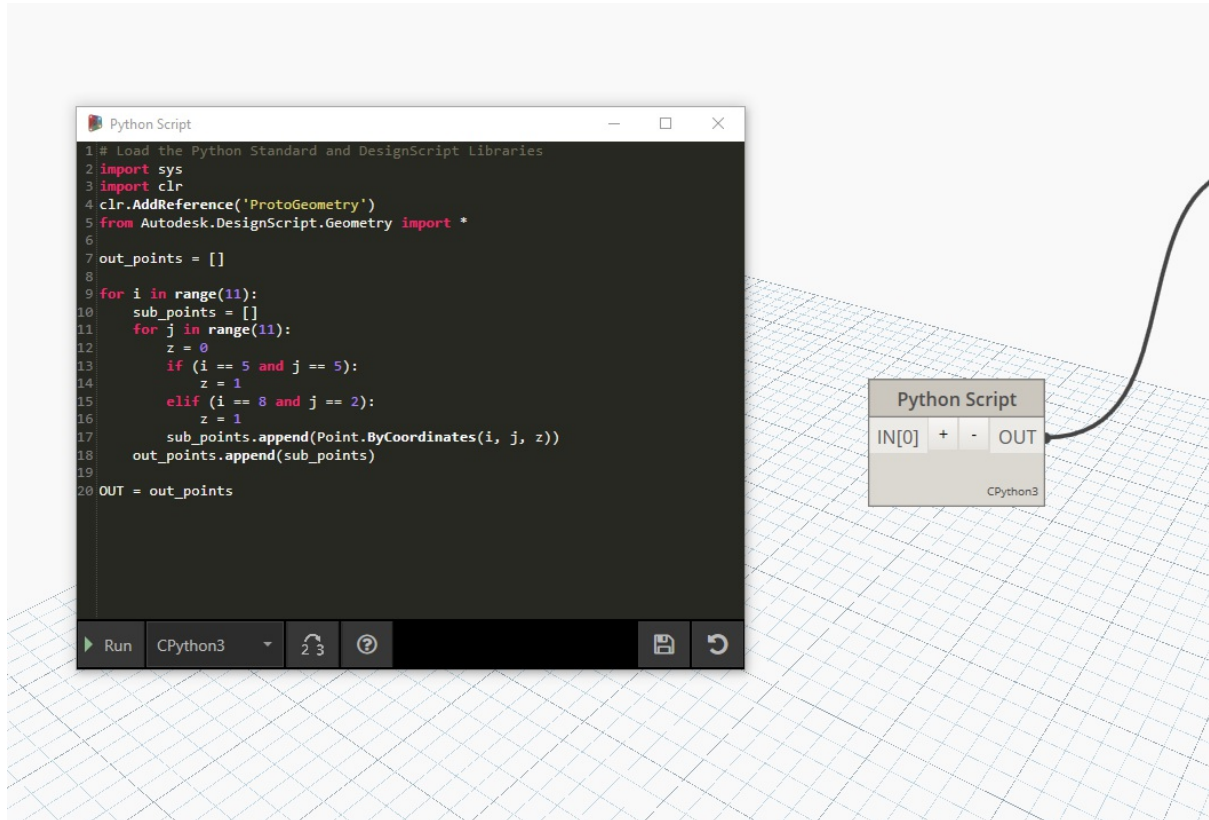 Python Script
1 # Load the Python Standard and DesignScript Libraries
2 import sys
3 import clr
4 clr.AddReference('ProtoGeometry')
5 from Autodesk.DesignScript.Geometry import *
6
7 out_points = []
8
9 for i in range(11):
10     sub_points = []
11     for j in range(11):
12         z = 0
13         if (i == 5 and j == 5):
14             z = 1
15         elif (i == 8 and j == 2):
16             z = 1
17         sub_points.append(Point.ByCoordinates(i, j, z))
18     out_points.append(sub_points)
19
20 OUT = out_points
Run CPython3 2 3 ?
Python Script
IN[0] + - OUT
CPython3